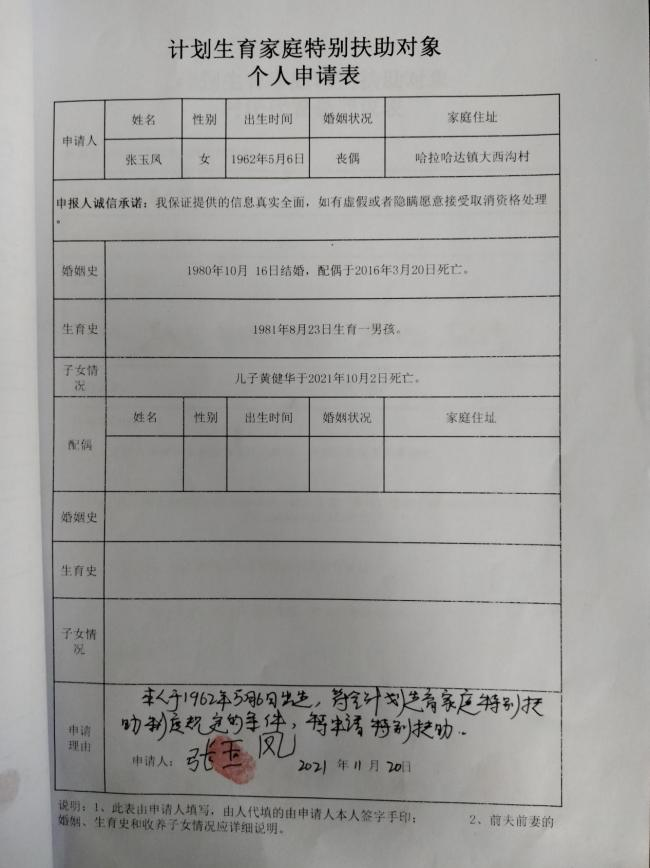 计划生育家庭特别扶助对象
个人申请表
申请人
姓名 性别 出生时间 婚姻状况 家庭住址
张玉凤 女 1962年5月6日 丧偶 哈拉哈达镇大西沟村
申报人诚信承诺：我保证提供的信息真实全面，如有虚假或者隐瞒愿意接受取消资格处理
。
婚姻史 1980年10月 16日结婚，配偶于2016年3月20日死亡。
生育史 1981年8月23日生育一男孩。
子女情
况
儿子黄健华于2021年10月2日死亡。
配偶
姓名 性别 出生时间 婚姻状况 家庭住址
婚姻史
生育史
子女情
况
申请
理由
本人于1962年5月6日出生，符合计划生育家庭特别扶
助制度规定的条件，特申请特别扶助..
申请人： 张玉凤 2021 年 11 月 20日
说明：1、此表由申请人填写，由人代填的由申请人本人签字手印； 2、前夫前妻的
婚姻、生育史和收养子女情况应详细说明。